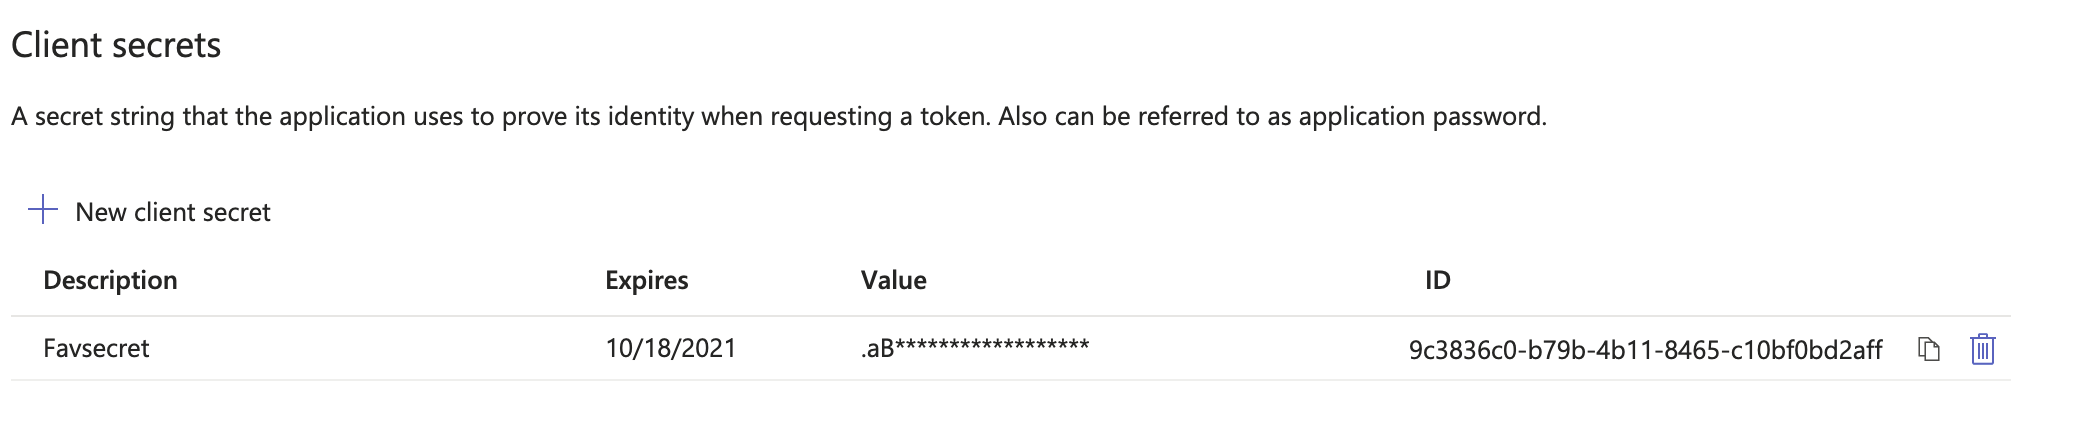 Client secrets
A secret string that the application uses to prove its identity when requesting a token. Also can be referred to as application password.
New client secret
Description Expires Value ID
Favsecret 10/18/2021 .aB****************** 9c3836c0-b79b-4b11-8465-c10bf0bd2aff